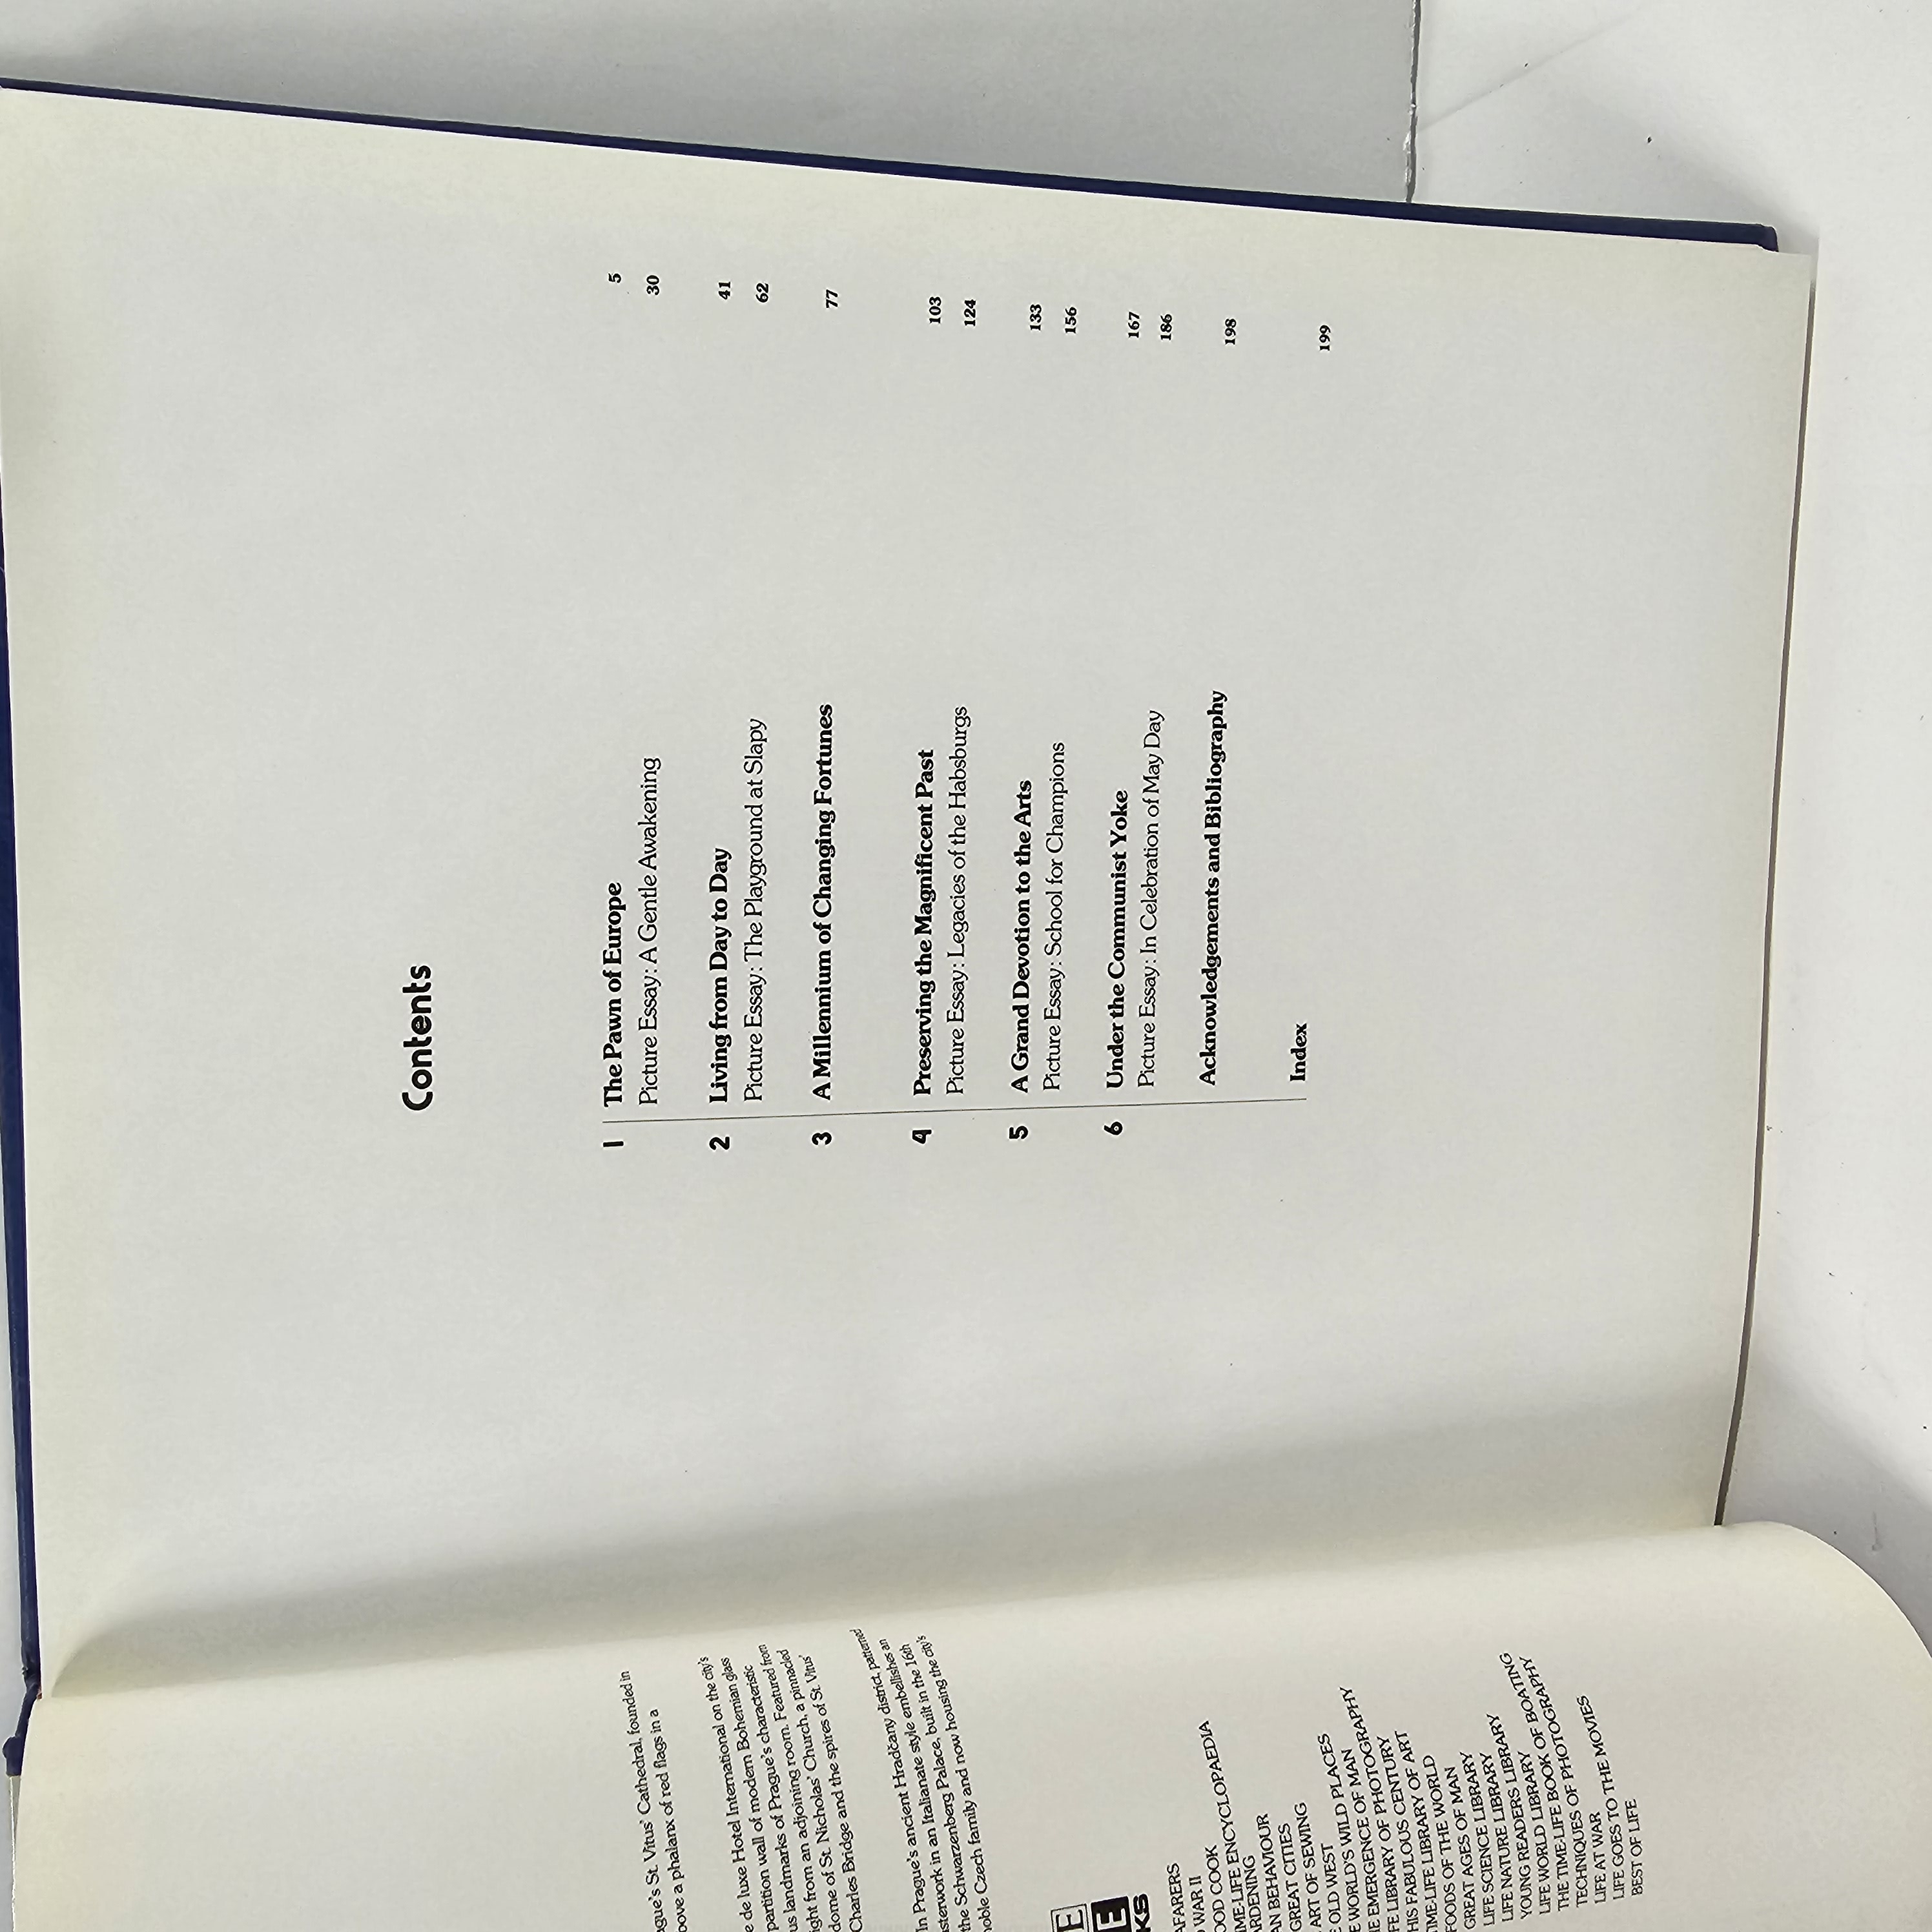 St. Vitus' Cathedral, founded in
a phalanx of red flags in a
de luxe Hotel International on the city's
partition wall of modern Bohemian glass
landmarks of Prague's characteristic
from an adjoining room. Featured from
dome of St. Nicholas' Church, a pinnacled
Charles Bridge and the spires of St. Vitus'
In Prague's ancient Hradčany district, patterned
in an Italianate style embellishes an
the Schwarzenberg Palace, built in the 16th
noble Czech family and now housing the city's
E
E
KS
AFARERS
WAR II
OOD COOK
IME-LIFE ENCYCLOPAEDIA
ARDENING
AN BEHAVIOUR
GREAT CITIES
ART OF SEWING
E OLD WEST
E WORLD'S WILD PLACES
HE EMERGENCE OF MAN
FE LIBRARY OF PHOTOGRAPHY
HIS FABULOUS CENTURY
TIME-LIFE LIBRARY OF ART
FOODS OF THE WORLD
GREAT AGES OF MAN
LIFE SCIENCE LIBRARY
LIFE NATURE LIBRARY
YOUNG READERS LIBRARY
LIFE WORLD LIBRARY
THE TIME-LIFE BOOK OF BOATING
TECHNIQUES OF PHOTOGRAPHY
LIFE AT WAR
LIFE GOES TO THE MOVIES
BEST OF LIFE
Contents
1 The Pawn of Europe 5
Picture Essay: A Gentle Awakening 30
2 Living from Day to Day 41
Picture Essay: The Playground at Slapy 62
3 A Millennium of Changing Fortunes 77
4 Preserving the Magnificent Past 103
Picture Essay: Legacies of the Habsburgs 124
5 A Grand Devotion to the Arts 133
Picture Essay: School for Champions 156
6 Under the Communist Yoke 167
Picture Essay: In Celebration of May Day 186
Acknowledgements and Bibliography 198
Index 199